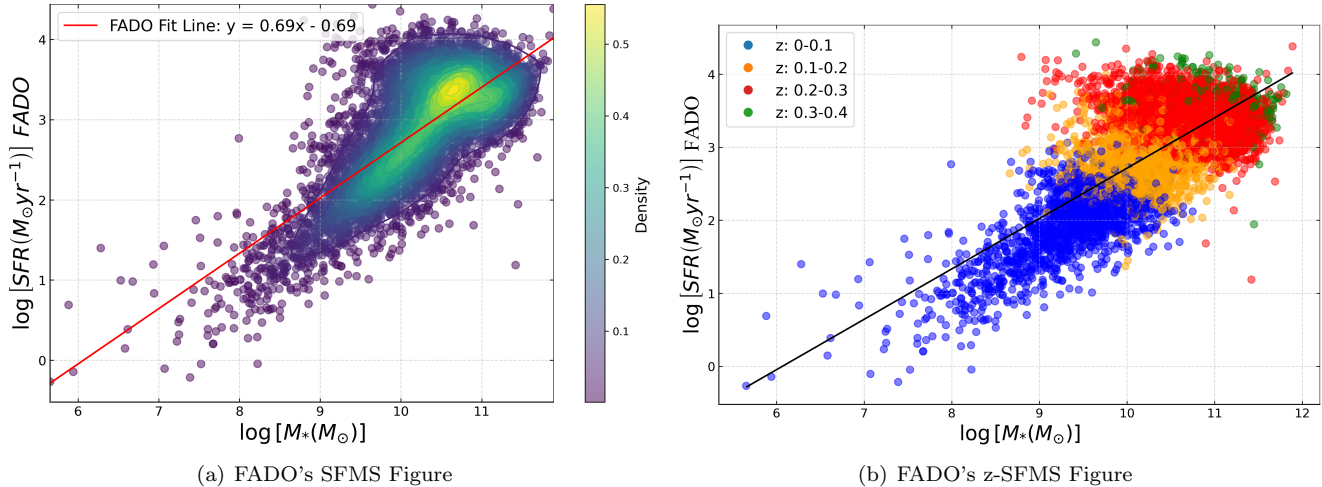 FADO Fit Line: y = 0.69x - 0.69
log [SFR(M⊙yr⁻¹)] FADO
4
3
2
1
0
6
7
8
9
10
11
log [M*(M⊙)]
0.5
0.4
0.3
0.2
0.1
Density
(a) FADO's SFMS Figure
z: 0-0.1
z: 0.1-0.2
z: 0.2-0.3
z: 0.3-0.4
log [SFR(M⊙yr⁻¹)] FADO
4
3
2
1
0
6
7
8
9
10
11
12
log [M*(M⊙)]
(b) FADO's z-SFMS Figure